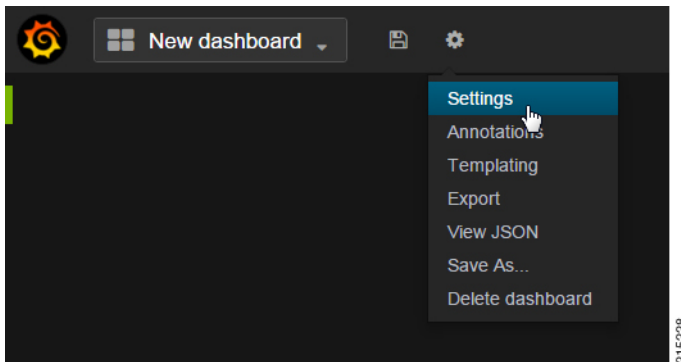 New dashboard
Settings
Annotations
Templating
Export
View JSON
Save As...
Delete dashboard